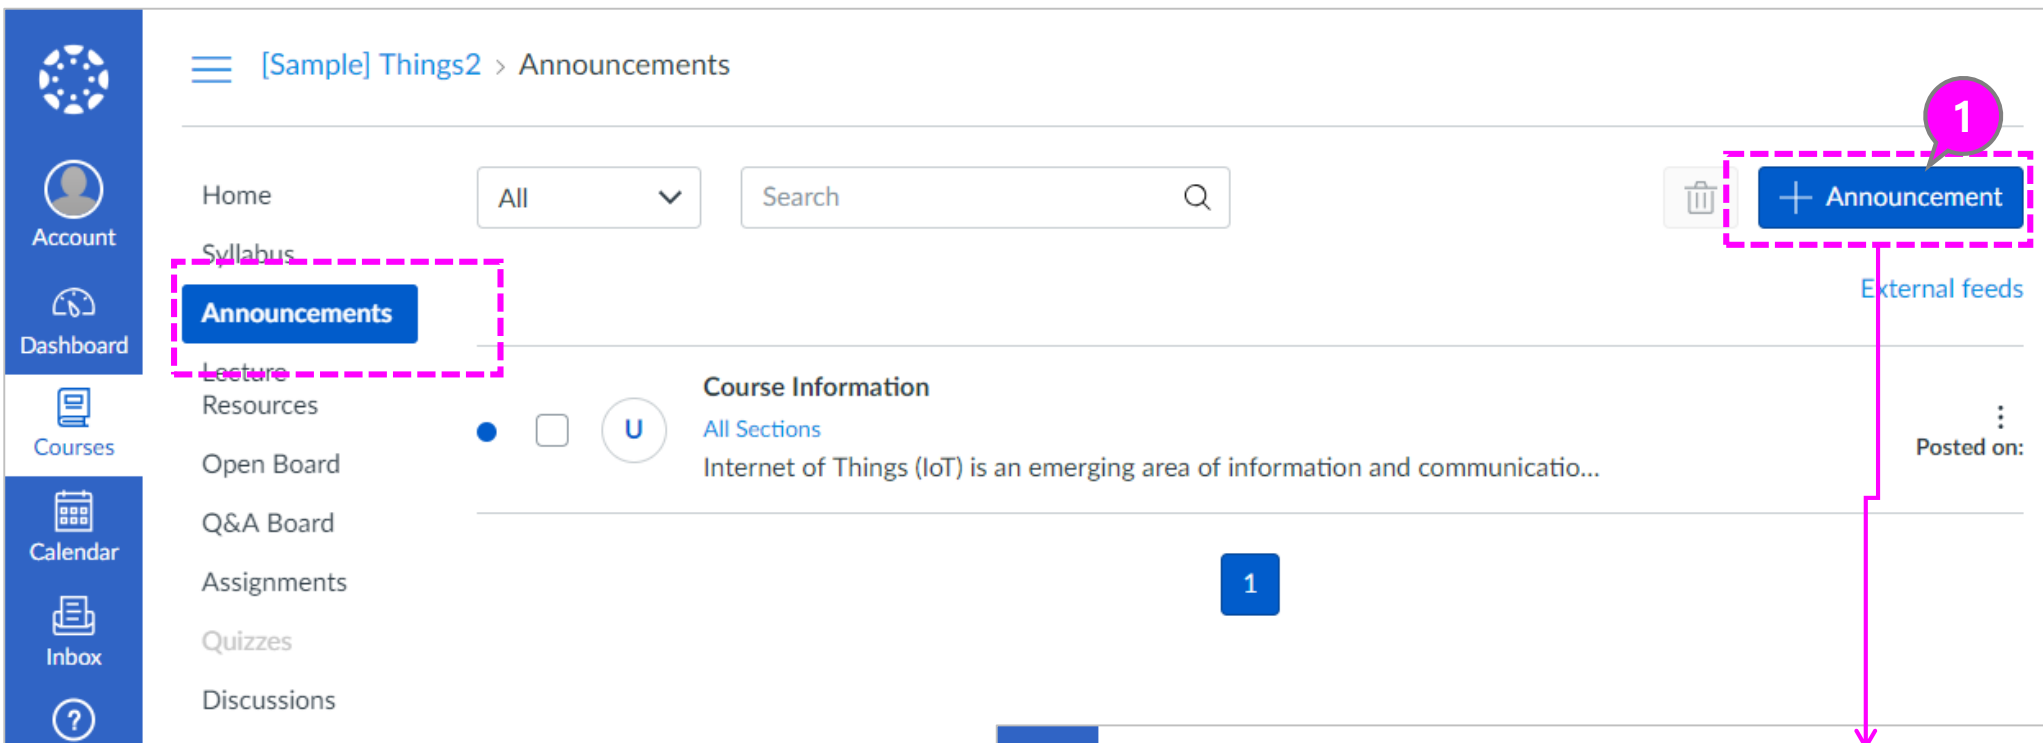 [Sample] Things2 > Announcements
1
Account
Dashboard
Courses
Calendar
Inbox
?
Home
Syllabus
Announcements
Lecture
Resources
Open Board
Q&A Board
Assignments
Quizzes
Discussions
All
Search
+ Announcement
External feeds
Course Information
U
All Sections
Internet of Things (IoT) is an emerging area of information and communicatio...
Posted on:
1